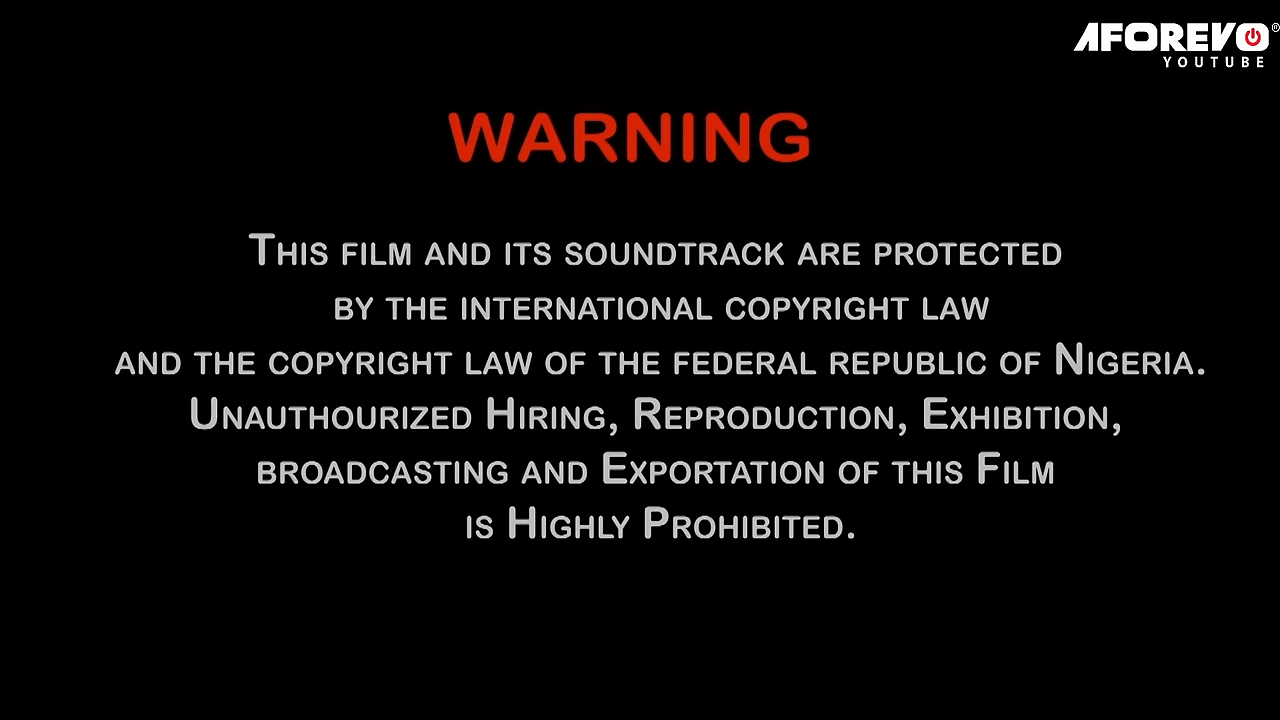 AFOREVO®
YOUTUBE
WARNING
This film and its soundtrack are protected
by the international copyright law
and the copyright law of the federal republic of Nigeria.
Unauthourized Hiring, Reproduction, Exhibition,
broadcasting and Exportation of this Film
is Highly Prohibited.